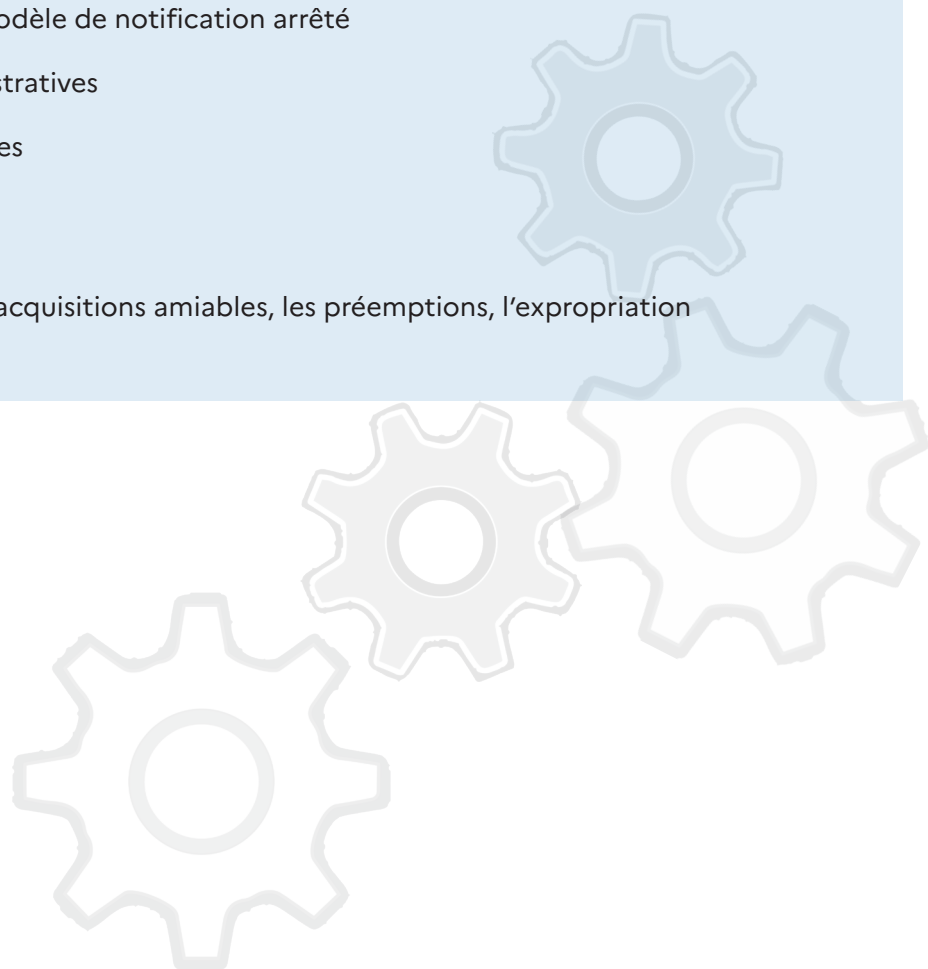 odèle de notification arrêté
stratives
es
acquisitions amiables, les préemptions, l’expropriation